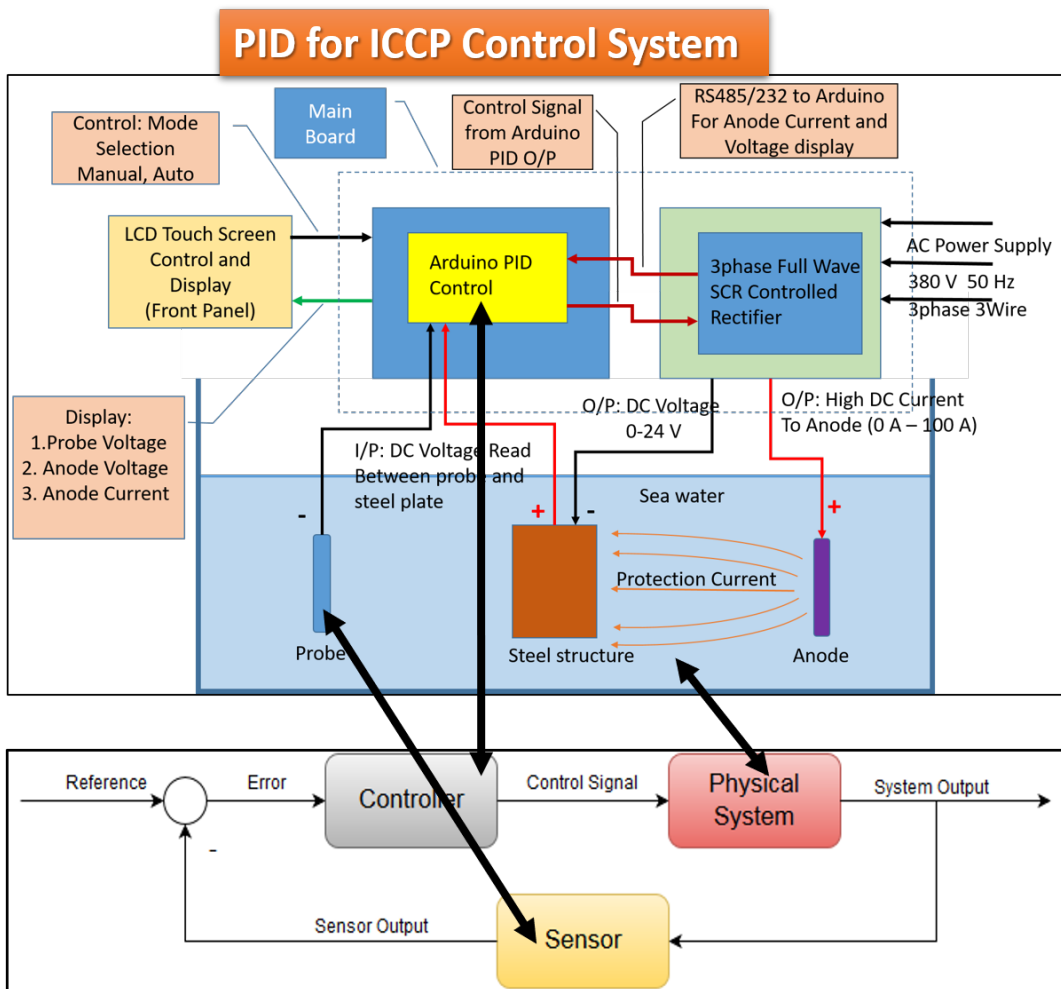 PID for ICCP Control System
Control: Mode
Selection
Manual, Auto
Main
Board
Control Signal
from Arduino
PID O/P
RS485/232 to Arduino
For Anode Current and
Voltage display
LCD Touch Screen
Control and
Display
(Front Panel)
Arduino PID
Control
3phase Full Wave
SCR Controlled
Rectifier
AC Power Supply
380 V 50 Hz
3phase 3Wire
Display:
1.Probe Voltage
2. Anode Voltage
3. Anode Current
I/P: DC Voltage Read
Between probe and
steel plate
O/P: DC Voltage
0-24 V
O/P: High DC Current
To Anode (0 A – 100 A)
Sea water
-
+
-
+
Protection Current
Probe
Steel structure
Anode
Reference
Error
Controller
Control Signal
Physical
System
System Output
-
Sensor Output
Sensor